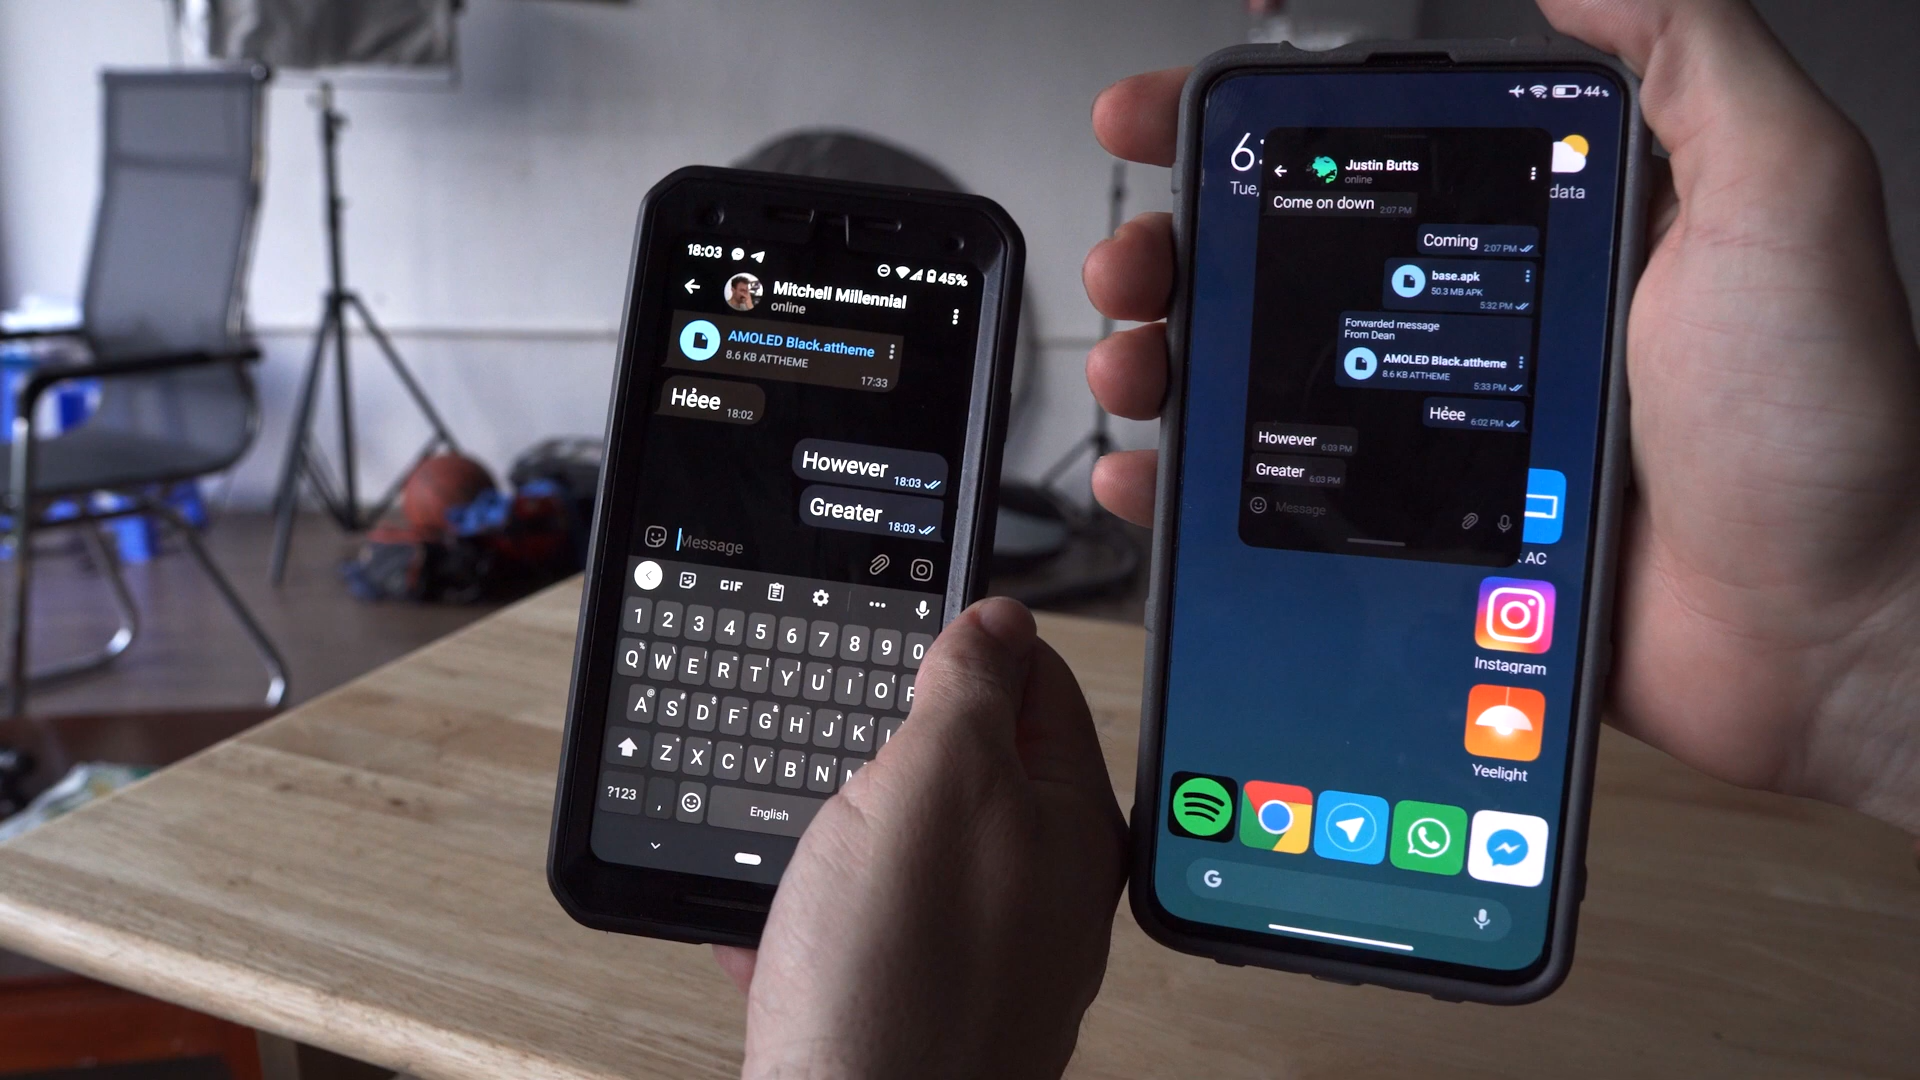 18:03
45%
Mitchell Millennial
online
AMOLED Black.attheme
8.6 KB ATTHEME
17:33
Hẻee 18:02
However 18:03
Greater 18:03
Message
GIF
1 2 3 4 5 6 7 8 9 0
Q W E R T Y U I O
A S D F G H J K
Z X C V B N
?123 , English
44%
6:
Tue,
data
Justin Butts
online
Come on down 2:07 PM
Coming 2:07 PM
base.apk
50.3 MB APK
5:32 PM
Forwarded message
From Dean
AMOLED Black.attheme
8.6 KB ATTHEME
5:33 PM
Hẻee 6:02 PM
However 6:03 PM
Greater 6:03 PM
Message
AC
Instagram
Yeelight
G